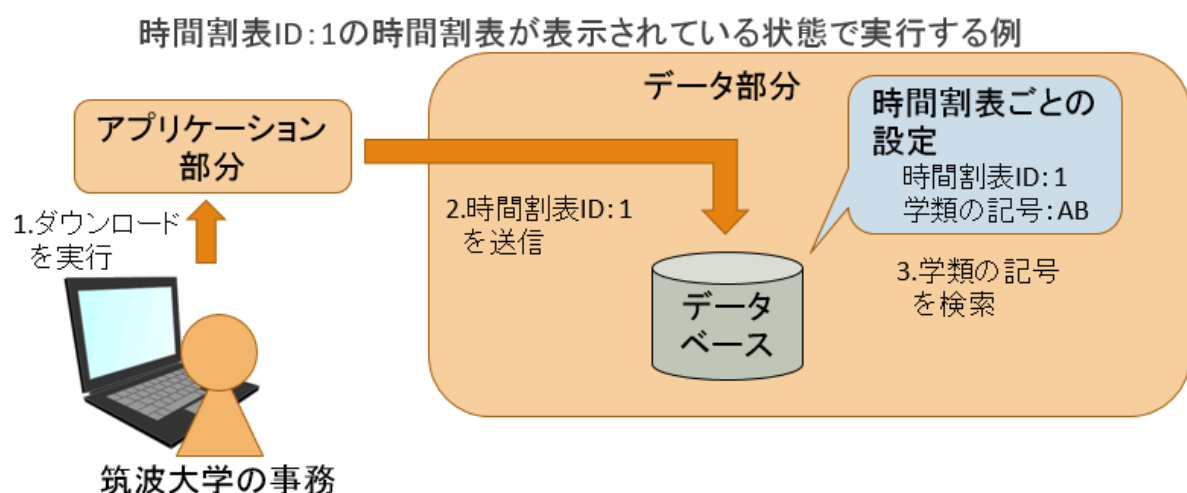 時間割表ID:1の時間割表が表示されている状態で実行する例
データ部分
アプリケーション
部分
時間割表ごとの
設定
時間割表ID:1
学類の記号:AB
1.ダウンロード
を実行
2.時間割表ID:1
を送信
3.学類の記号
を検索
データ
ベース
筑波大学の事務